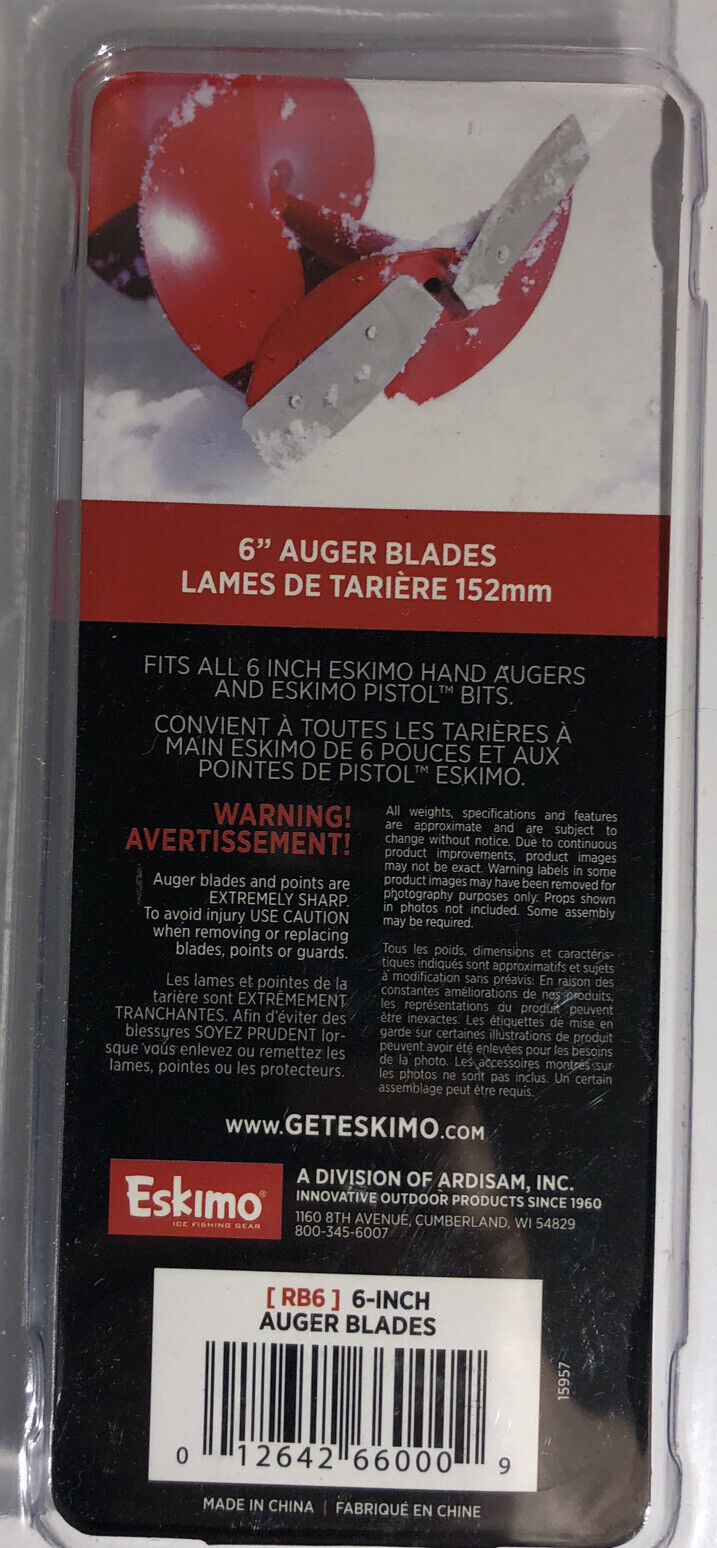 6” AUGER BLADES
LAMES DE TARIÈRE 152mm
FITS ALL 6 INCH ESKIMO HAND AUGERS
AND ESKIMO PISTOL™ BITS.
CONVIENT À TOUTES LES TARIÈRES À
MAIN ESKIMO DE 6 POUCES ET AUX
POINTES DE PISTOL™ ESKIMO.
WARNING!
AVERTISSEMENT!
Auger blades and points are
EXTREMELY SHARP.
To avoid injury USE CAUTION
when removing or replacing
blades, points or guards.
Les lames et pointes de la
tarière sont EXTRÊMEMENT
TRANCHANTES. Afin d'éviter des
blessures SOYEZ PRUDENT lor-
sque vous enlevez ou remettez les
lames, pointes ou les protecteurs.
All weights, specifications and features
are approximate and are subject to
change without notice. Due to continuous
product improvements, product images
may not be exact. Warning labels in some
product images may have been removed for
photography purposes only. Props shown
in photos not included. Some assembly
may be required.
Tous les poids, dimensions et caractéris-
tiques indiqués sont approximatifs et sujets
à modification sans préavis. En raison des
constantes améliorations de nos produits,
les représentations du produit peuvent
être inexactes. Les étiquettes de mise en
garde sur certaines illustrations de produit
peuvent avoir été enlevées pour les besoins
de la photo. Les accessoires montrés sur
les photos ne sont pas inclus. Un certain
assemblage peut être requis.
www.GETESKIMO.COM
Eskimo®
ICE FISHING GEAR
A DIVISION OF ARDISAM, INC.
INNOVATIVE OUTDOOR PRODUCTS SINCE 1960
1160 8TH AVENUE, CUMBERLAND, WI 54829
800-345-6007
[ RB6 ] 6-INCH
AUGER BLADES
0 12642 66000 9
15957
MADE IN CHINA | FABRIQUÉ EN CHINE